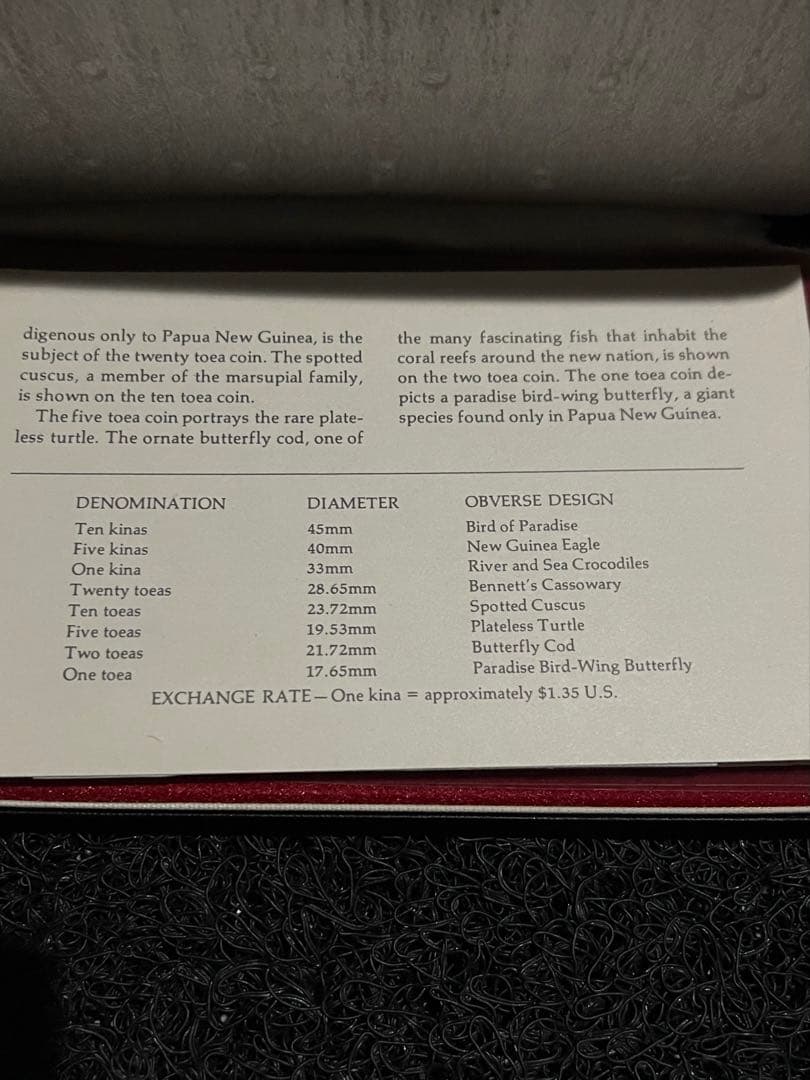 digenous only to Papua New Guinea, is the
subject of the twenty toea coin. The spotted
cuscus, a member of the marsupial family,
is shown on the ten toea coin.
The five toea coin portrays the rare plate-
less turtle. The ornate butterfly cod, one of
the many fascinating fish that inhabit the
coral reefs around the new nation, is shown
on the two toea coin. The one toea coin de-
picts a paradise bird-wing butterfly, a giant
species found only in Papua New Guinea.
DENOMINATION DIAMETER OBVERSE DESIGN
Ten kinas 45mm Bird of Paradise
Five kinas 40mm New Guinea Eagle
One kina 33mm River and Sea Crocodiles
Twenty toeas 28.65mm Bennett's Cassowary
Ten toeas 23.72mm Spotted Cuscus
Five toeas 19.53mm Plateless Turtle
Two toeas 21.72mm Butterfly Cod
One toea 17.65mm Paradise Bird-Wing Butterfly
EXCHANGE RATE—One kina = approximately $1.35 U.S.